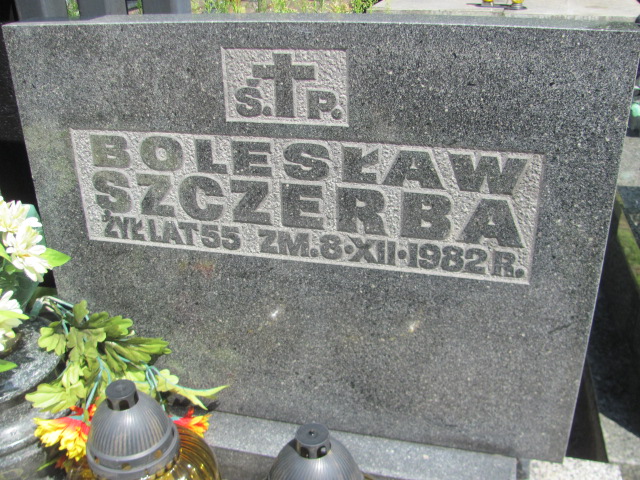 Ś. P.
BOLESŁAW
SZCZERBA
ŻYŁ LAT 55 ZM. 8·XII·1982 R.